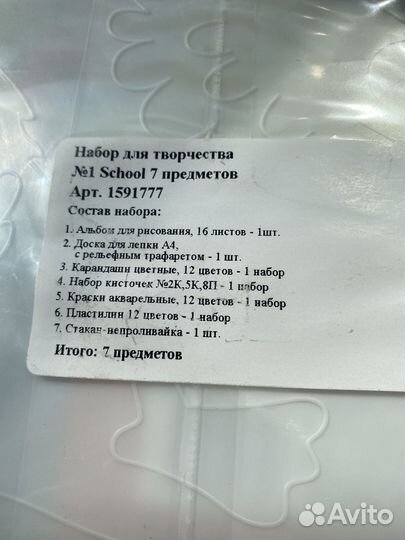 Набор для творчества
№1 School 7 предметов
Арт. 1591777
Состав набора:
1. Альбом для рисования, 16 листов - 1шт.
2. Доска для лепки А4,
с рельефным трафаретом - 1 шт.
3. Карандаши цветные, 12 цветов - 1 набор
4. Набор кисточек №2К,5К,8П - 1 набор
5. Краски акварельные, 12 цветов - 1 набор
6. Пластилин 12 цветов - 1 набор
7. Стакан-непроливайка - 1 шт.
Итого: 7 предметов
Avito